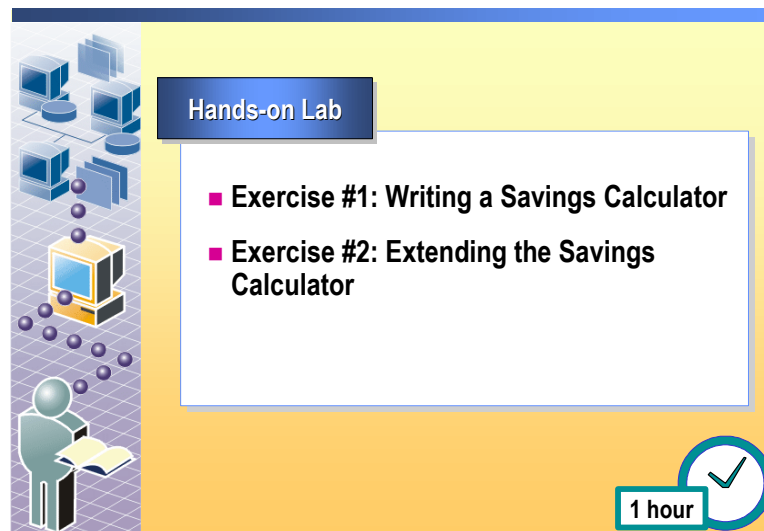 Hands-on Lab
■ Exercise #1: Writing a Savings Calculator
■ Exercise #2: Extending the Savings
Calculator
1 hour